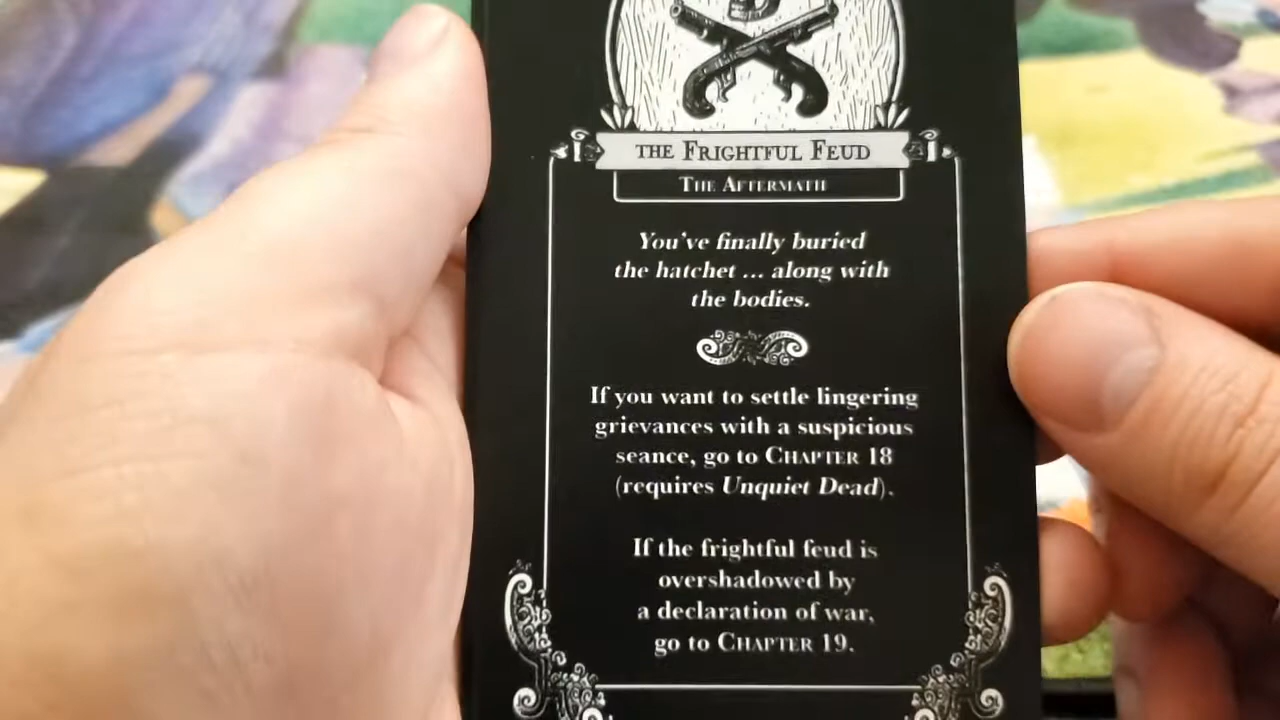 THE FRIGHTFUL FEUD
THE AFTERMATH
You've finally buried
the hatchet ... along with
the bodies.
If you want to settle lingering
grievances with a suspicious
seance, go to CHAPTER 18
(requires Unquiet Dead).
If the frightful feud is
overshadowed by
a declaration of war,
go to CHAPTER 19.